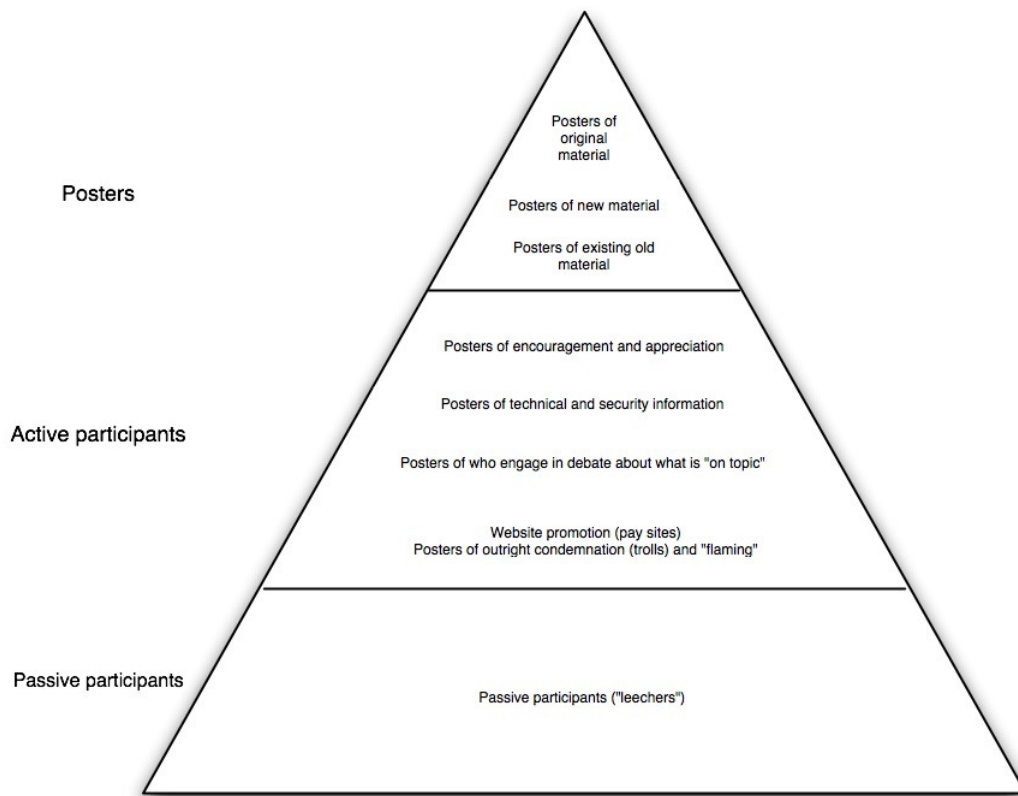 Posters of
original
material
Posters
Posters of new material
Posters of existing old
material
Posters of encouragement and appreciation
Posters of technical and security information
Active participants
Posters of who engage in debate about what is "on topic"
Website promotion (pay sites)
Posters of outright condemnation (trolls) and "flaming"
Passive participants
Passive participants ("leechers")